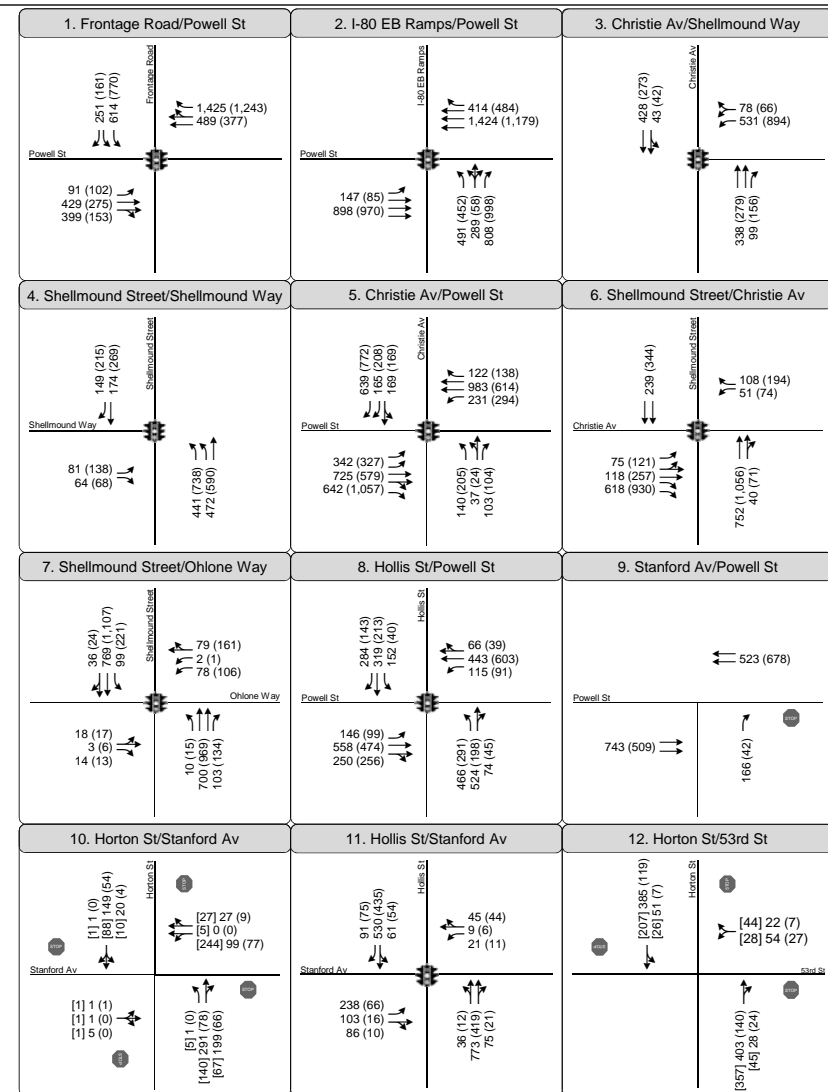 1. Frontage Road/Powell St
251 (161)
614 (770)
Frontage Road
1,425 (1,243)
489 (377)
Powell St
91 (102)
429 (275)
399 (153)
2. I-80 EB Ramps/Powell St
I-80 EB Ramps
414 (484)
1,424 (1,179)
Powell St
147 (85)
898 (970)
491 (452)
289 (58)
808 (998)
3. Christie Av/Shellmound Way
428 (273)
43 (42)
Christie Av
78 (66)
531 (894)
338 (279)
99 (156)
4. Shellmound Street/Shellmound Way
149 (215)
174 (269)
Shellmound Street
Shellmound Way
81 (138)
64 (68)
441 (738)
472 (590)
5. Christie Av/Powell St
639 (772)
165 (208)
169 (169)
Christie Av
122 (138)
983 (614)
231 (294)
Powell St
342 (327)
725 (579)
642 (1,057)
140 (205)
37 (24)
103 (104)
6. Shellmound Street/Christie Av
239 (344)
Shellmound Street
108 (194)
51 (74)
Christie Av
75 (121)
118 (257)
618 (930)
752 (1,056)
40 (71)
7. Shellmound Street/Ohlone Way
36 (24)
769 (1,107)
99 (221)
Shellmound Street
79 (161)
2 (1)
78 (106)
Ohlone Way
18 (17)
3 (6)
14 (13)
10 (15)
700 (969)
103 (134)
8. Hollis St/Powell St
284 (143)
319 (213)
152 (40)
Hollis St
66 (39)
443 (603)
115 (91)
Powell St
146 (99)
558 (474)
250 (256)
466 (291)
524 (198)
74 (45)
9. Stanford Av/Powell St
523 (678)
Powell St
STOP
743 (509)
166 (42)
10. Horton St/Stanford Av
[1] 1 (0)
[88] 149 (54)
[10] 20 (4)
Horton St
STOP
[27] 27 (9)
[5] 0 (0)
[244] 99 (77)
STOP
Stanford Av
STOP
[1] 1 (1)
[1] 1 (0)
[1] 5 (0)
STOP
[5] 1 (0)
[140] 291 (78)
[67] 199 (66)
11. Hollis St/Stanford Av
91 (75)
530 (435)
61 (54)
Hollis St
45 (44)
9 (6)
21 (11)
Stanford Av
238 (66)
103 (16)
86 (10)
36 (12)
773 (419)
75 (21)
12. Horton St/53rd St
[207] 385 (119)
[26] 51 (7)
Horton St
STOP
[44] 22 (7)
[28] 54 (27)
STOP
53rd St
STOP
[357] 403 (140)
[45] 28 (24)